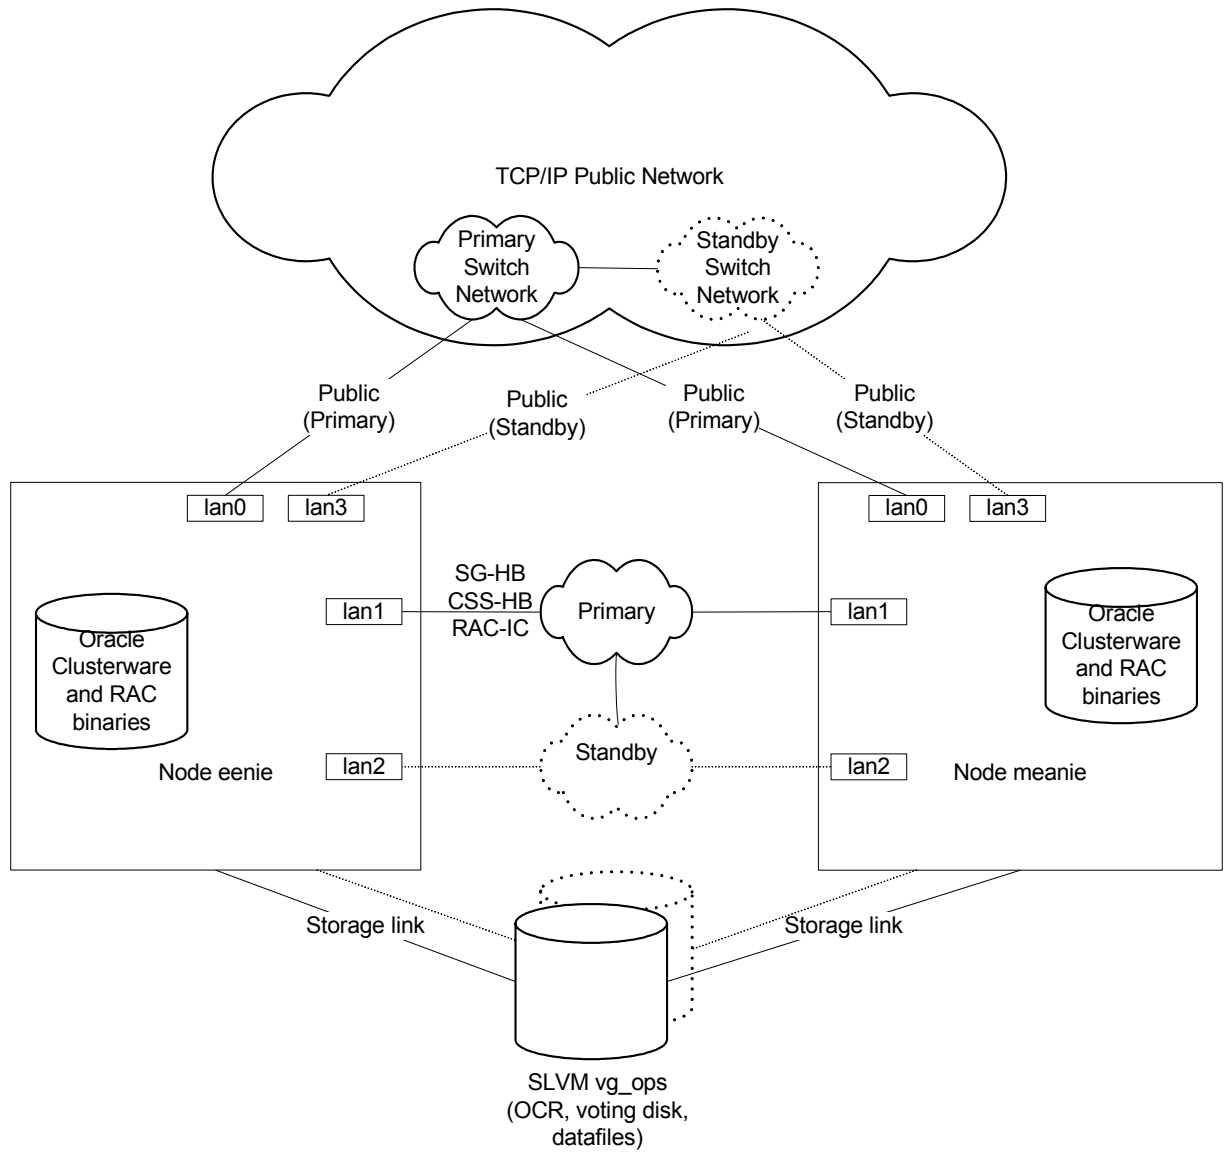 TCP/IP Public Network
Primary
Switch
Network
Standby
Switch
Network
Public
(Primary)
Public
(Standby)
Public
(Primary)
Public
(Standby)
lan0
lan3
lan0
lan3
SG-HB
CSS-HB
RAC-IC
lan1
Primary
lan1
Oracle
Clusterware
and RAC
binaries
Oracle
Clusterware
and RAC
binaries
Node eenie
lan2
Standby
lan2
Node meanie
Storage link
Storage link
SLVM vg_ops
(OCR, voting disk,
datafiles)